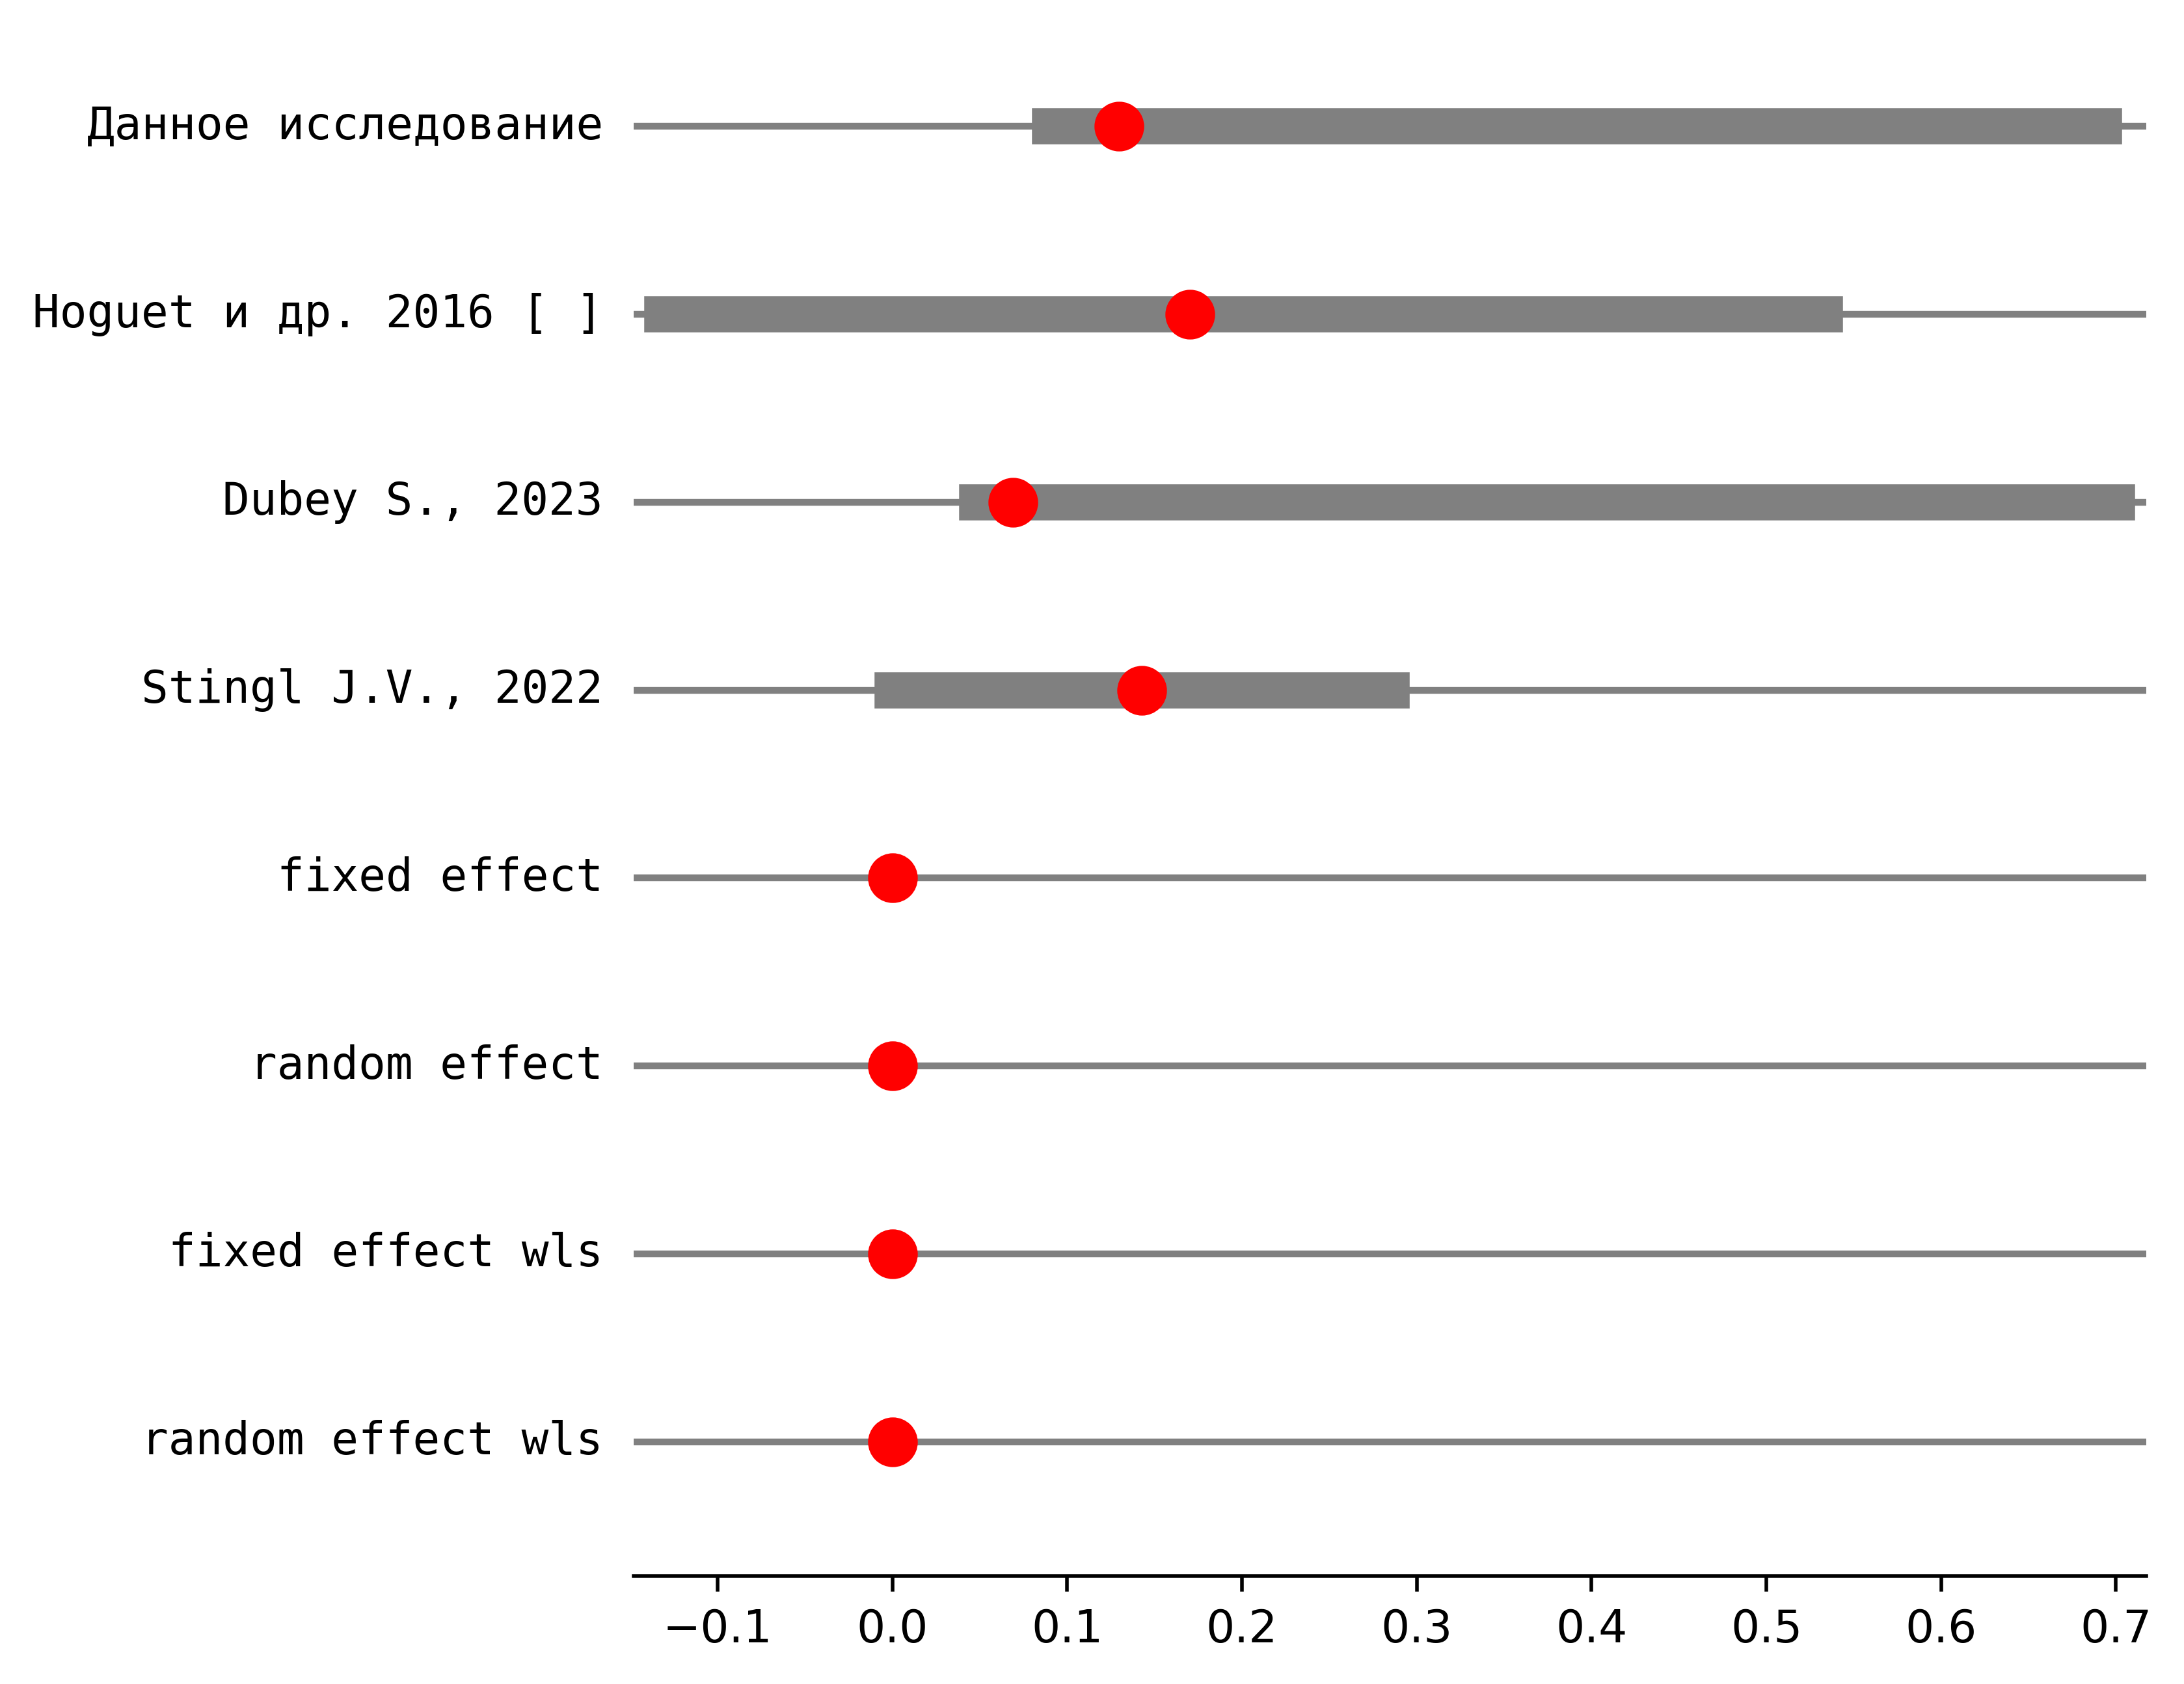 Данное исследование
Hoguet и др. 2016 [ ]
Dubey S., 2023
Stingl J.V., 2022
fixed effect
random effect
fixed effect wls
random effect wls
−0.1 0.0 0.1 0.2 0.3 0.4 0.5 0.6 0.7